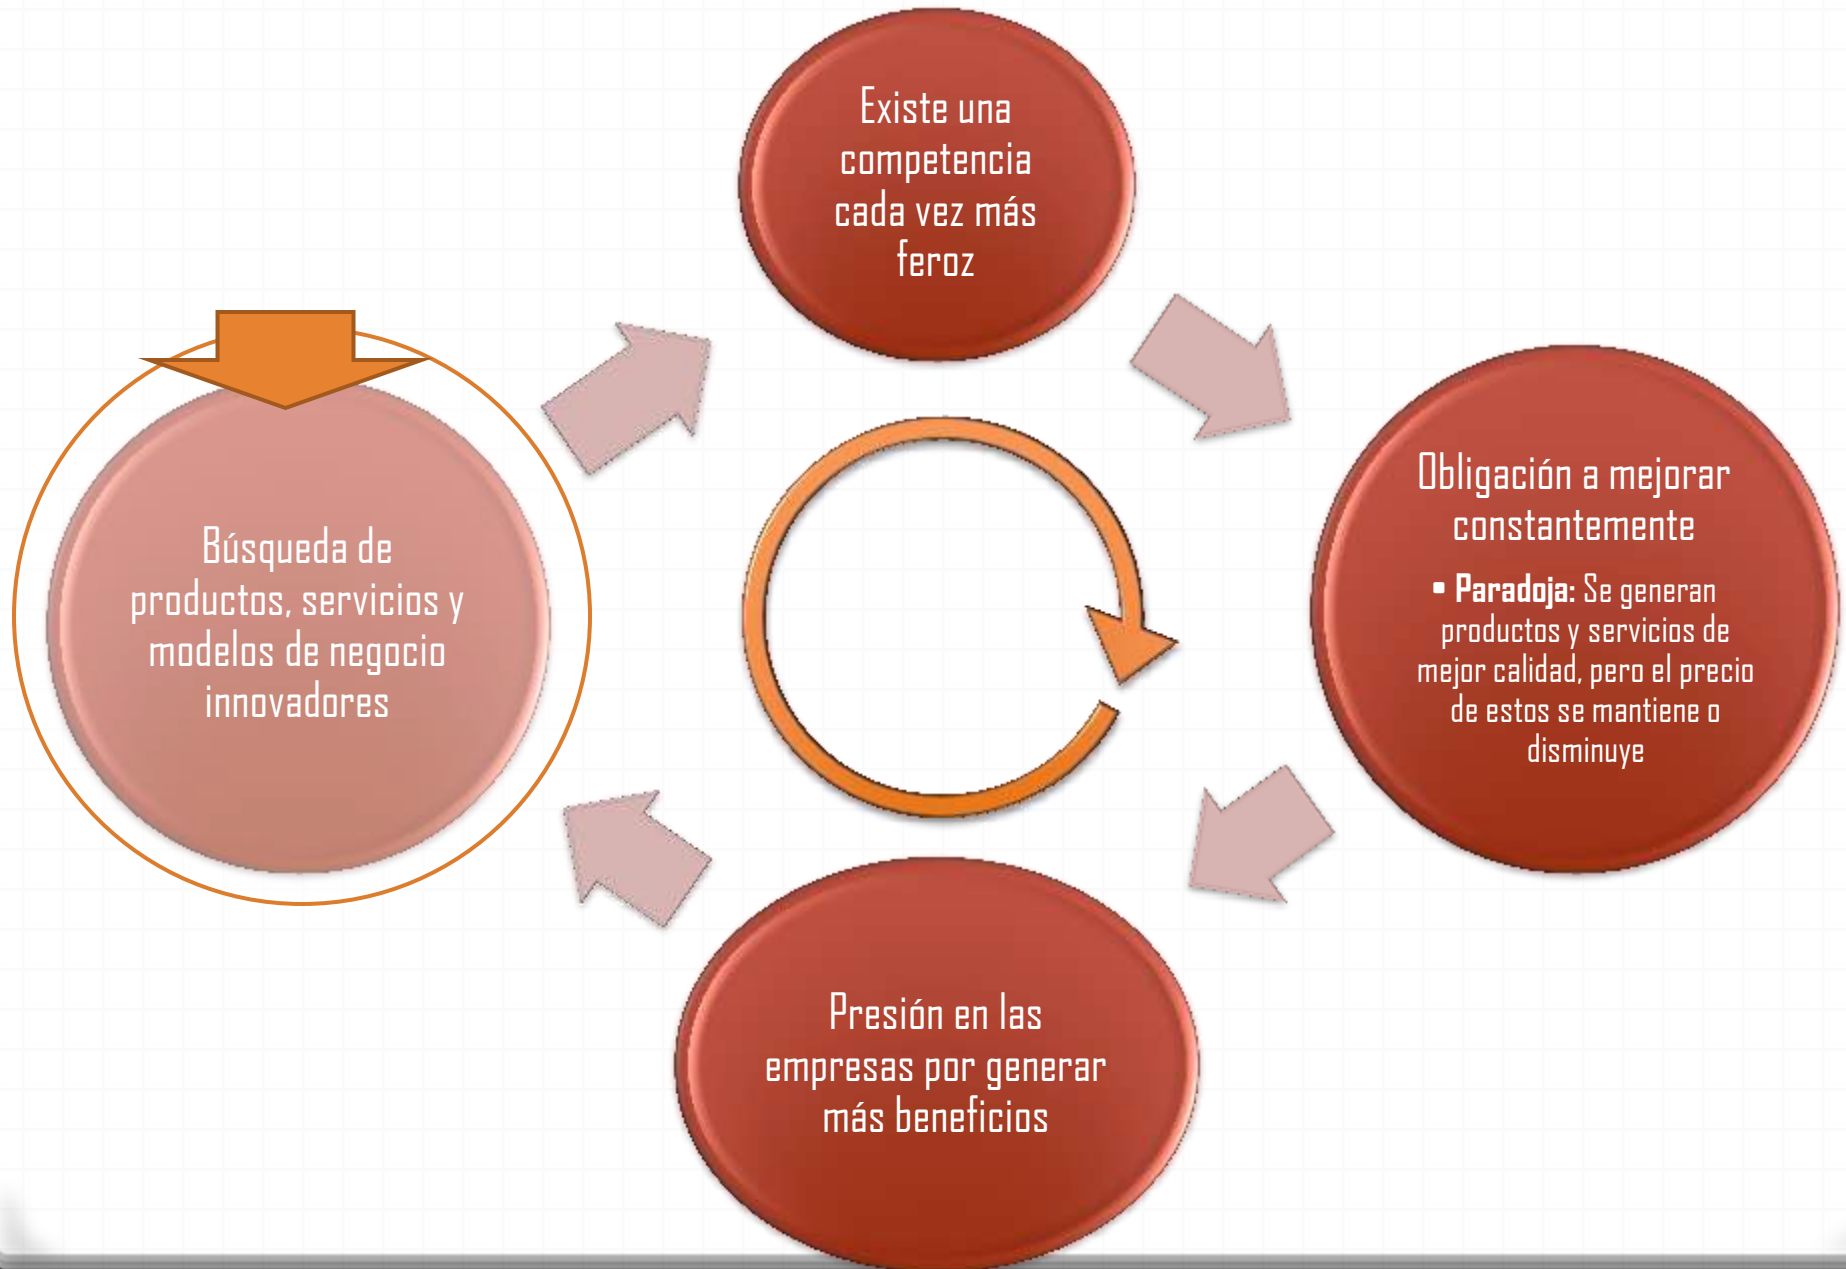 Existe una
competencia
cada vez más
feroz
Obligación a mejorar
constantemente
▪ Paradoja: Se generan
productos y servicios de
mejor calidad, pero el precio
de estos se mantiene o
disminuye
Presión en las
empresas por generar
más beneficios
Búsqueda de
productos, servicios y
modelos de negocio
innovadores